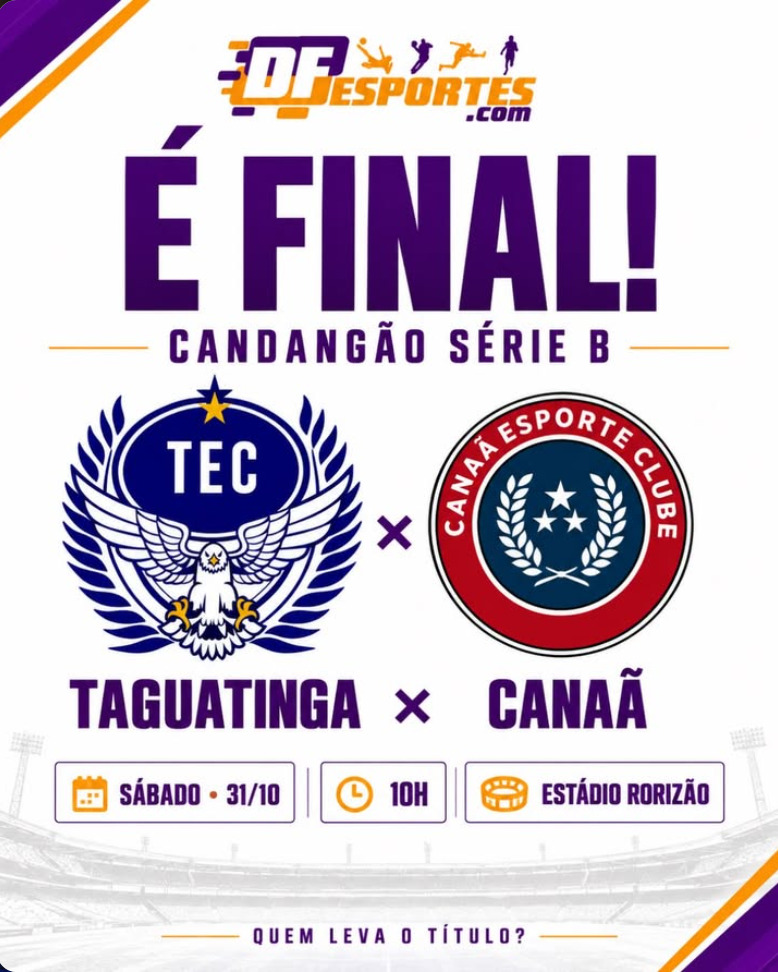 DF ESPORTES
.com
É FINAL!
CANDANGÃO SÉRIE B
TEC
CANAÃ ESPORTE CLUBE
×
TAGUATINGA × CANAÃ
SÁBADO • 31/10
10H
ESTÁDIO RORIZÃO
QUEM LEVA O TÍTULO?